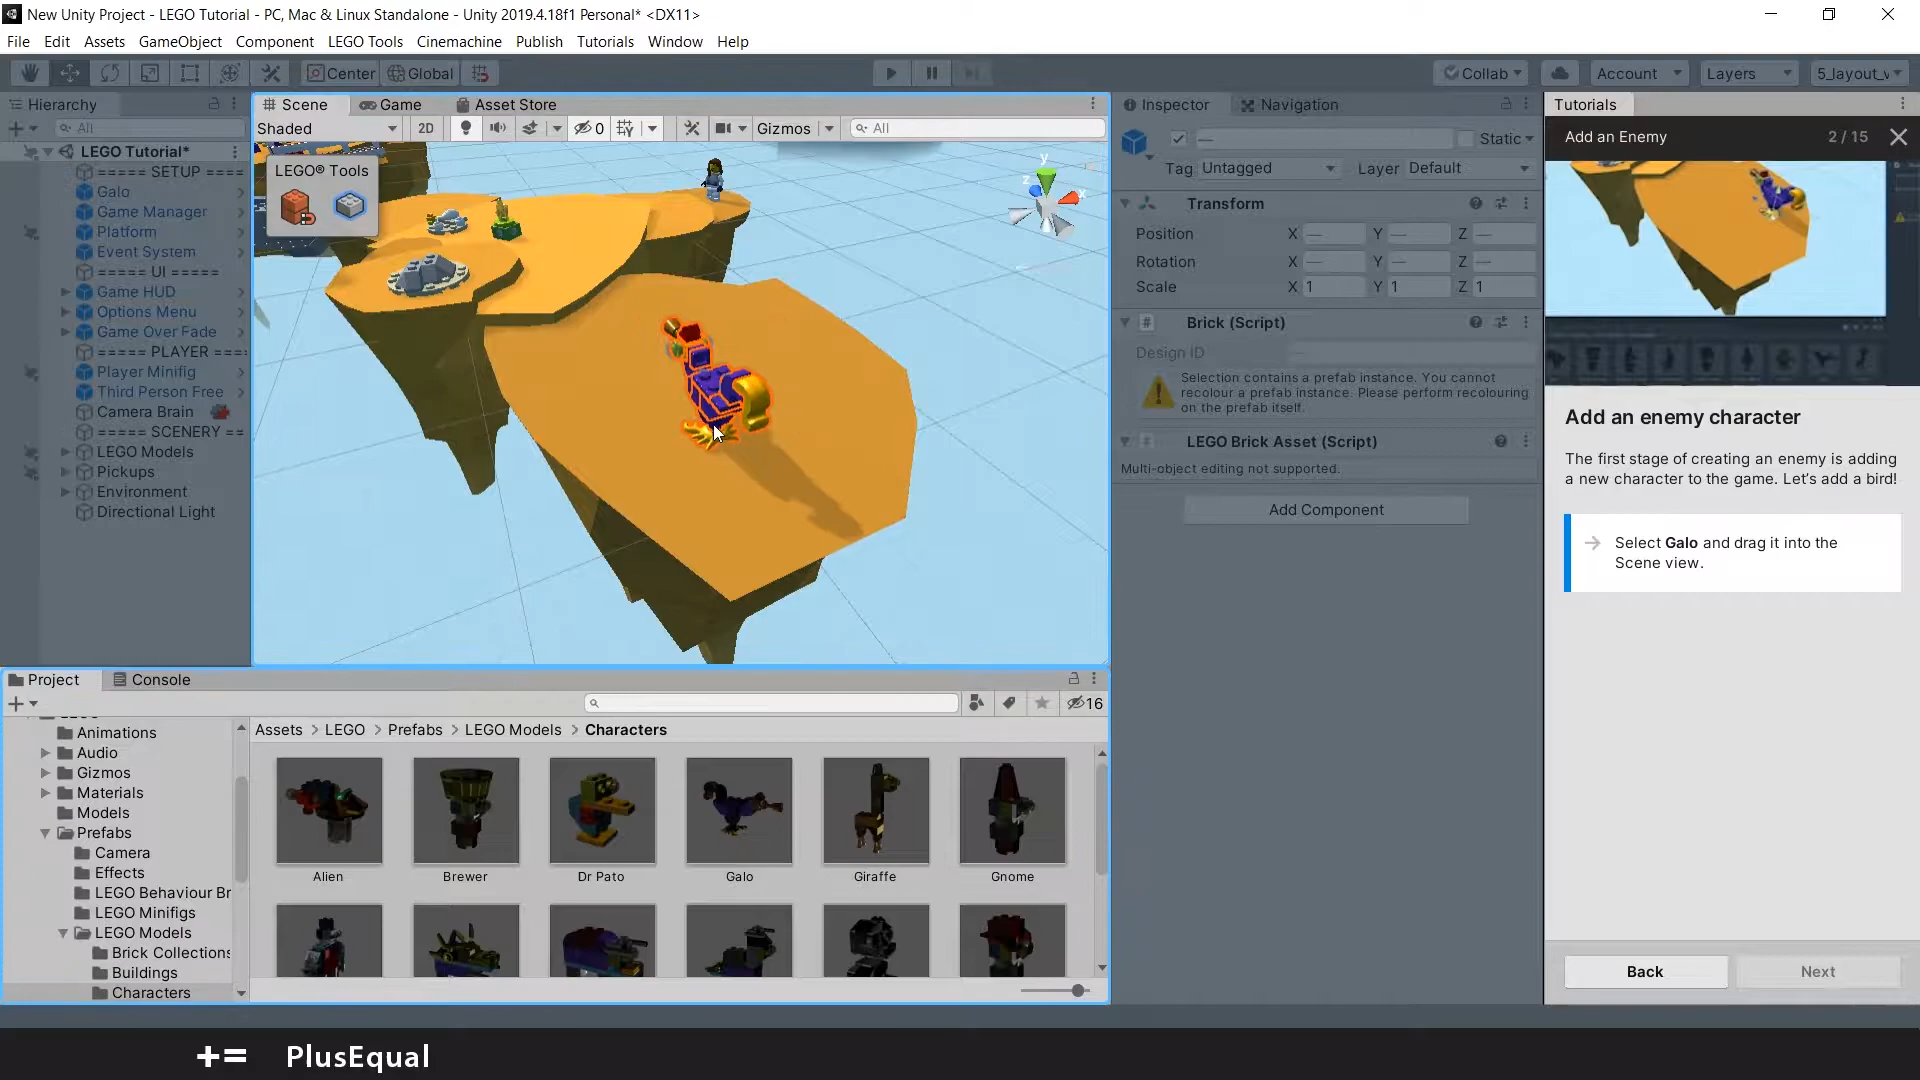 New Unity Project - LEGO Tutorial - PC, Mac & Linux Standalone - Unity 2019.4.18f1 Personal* <DX11>
File Edit Assets GameObject Component LEGO Tools Cinemachine Publish Tutorials Window Help
Center Global Collab Account Layers 5_layout_v
Hierarchy
All
LEGO Tutorial*
===== SETUP ====
Galo
Game Manager
Platform
Event System
===== UI =====
Game HUD
Options Menu
Game Over Fade
===== PLAYER ====
Player Minifig
Third Person Free
Camera Brain
===== SCENERY ==
LEGO Models
Pickups
Environment
Directional Light
Scene Game Asset Store
Shaded 2D 0 Gizmos All
LEGO® Tools
y
z x
Inspector Navigation
— Static
Tag Untagged Layer Default
Transform
Position X — Y — Z —
Rotation X — Y — Z —
Scale X 1 Y 1 Z 1
Brick (Script)
Design ID —
Selection contains a prefab instance. You cannot
recolour a prefab instance. Please perform recolouring
on the prefab itself.
LEGO Brick Asset (Script)
Multi-object editing not supported.
Add Component
Tutorials
Add an Enemy 2 / 15
Add an enemy character
The first stage of creating an enemy is adding
a new character to the game. Let's add a bird!
Select Galo and drag it into the
Scene view.
Back Next
Project Console
16
Animations
Audio
Gizmos
Materials
Models
Prefabs
Camera
Effects
LEGO Behaviour Br
LEGO Minifigs
LEGO Models
Brick Collections
Buildings
Characters
Assets > LEGO > Prefabs > LEGO Models > Characters
Alien Brewer Dr Pato Galo Giraffe Gnome
+= PlusEqual